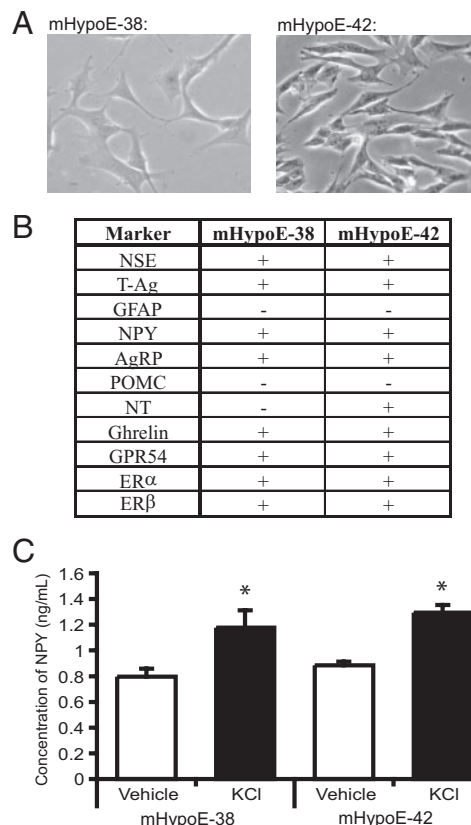 A
mHypoE-38:
mHypoE-42:
B
Marker mHypoE-38 mHypoE-42
NSE + +
T-Ag + +
GFAP - -
NPY + +
AgRP + +
POMC - -
NT - +
Ghrelin + +
GPR54 + +
ERα + +
ERβ + +
C
Concentration of NPY (ng/mL)
1.6
1.4
1.2
1
0.8
0.6
0.4
0.2
0
* *
Vehicle KCl Vehicle KCl
mHypoE-38 mHypoE-42